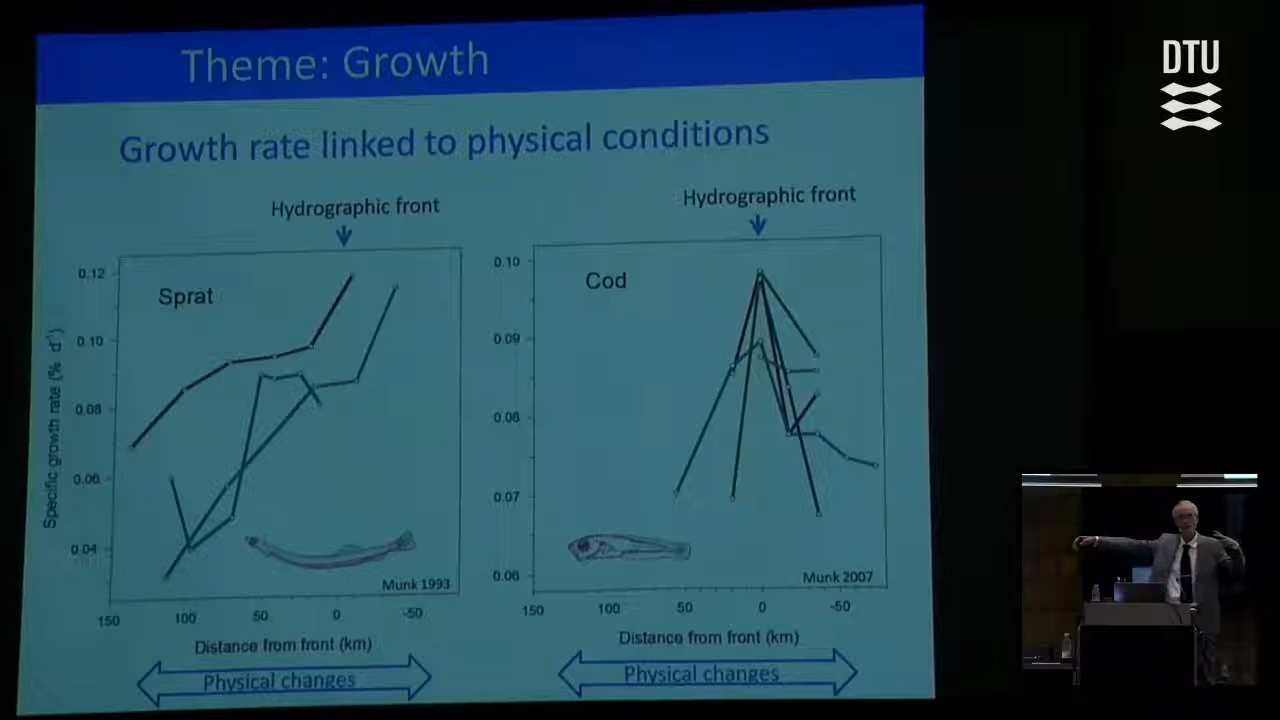 Theme: Growth
DTU
Growth rate linked to physical conditions
Hydrographic front
Hydrographic front
Sprat
Cod
0.12
0.10
0.08
0.06
0.04
Specific growth rate (% d⁻¹)
0.10
0.09
0.08
0.07
0.06
Munk 1993
Munk 2007
150 100 50 0 -50
150 100 50 0 -50
Distance from front (km)
Distance from front (km)
Physical changes
Physical changes